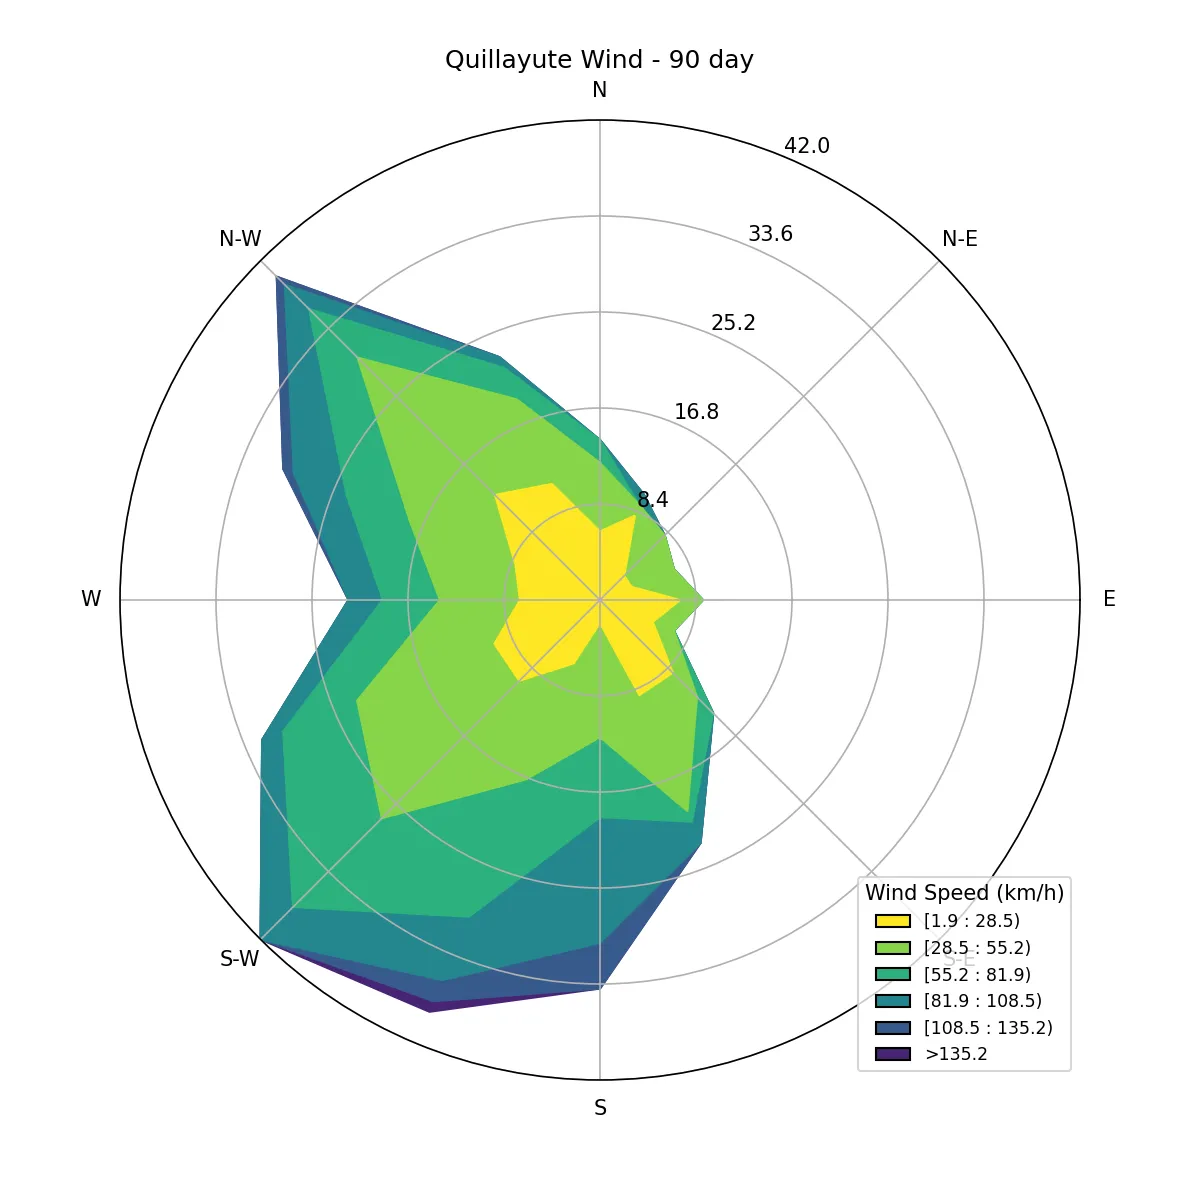 Quillayute Wind - 90 day
N
42.0
33.6
N-W
N-E
25.2
16.8
8.4
W
E
Wind Speed (km/h)
[1.9 : 28.5)
[28.5 : 55.2)
S-W
S-E
[55.2 : 81.9)
[81.9 : 108.5)
[108.5 : 135.2)
>135.2
S